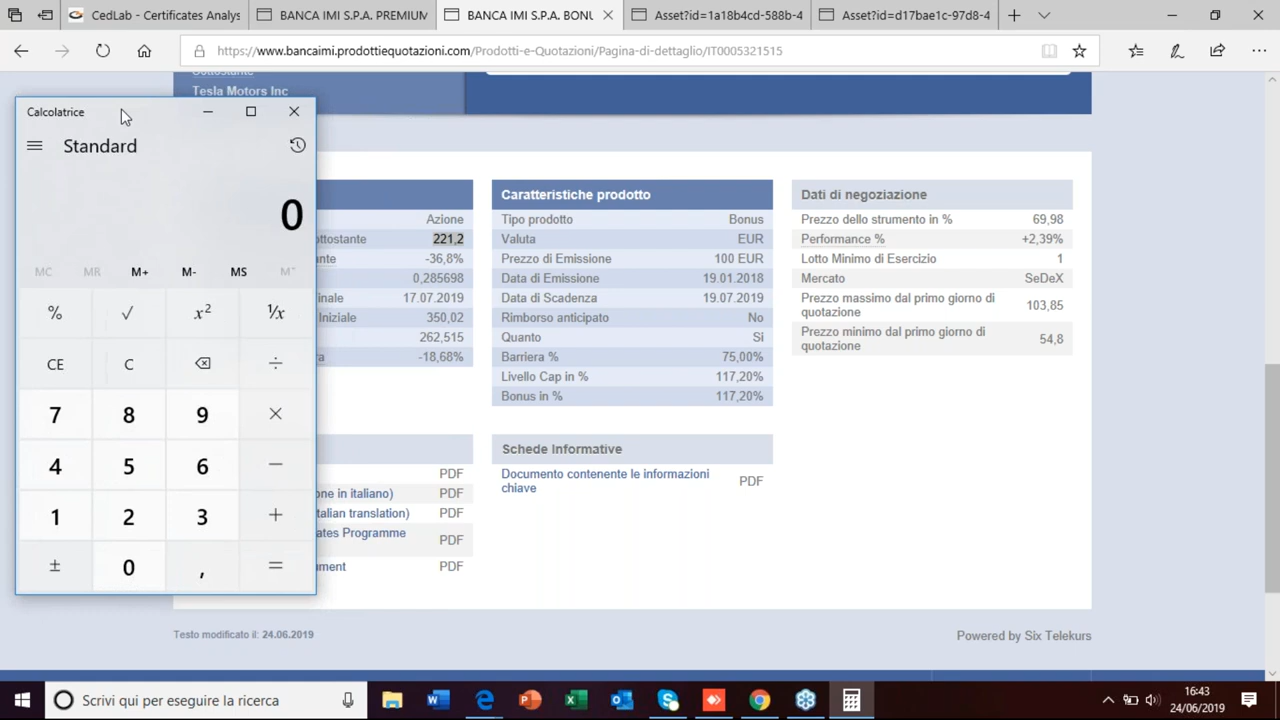 CedLab - Certificates Analys
BANCA IMI S.P.A. PREMIUM
BANCA IMI S.P.A. BONU
Asset?id=1a18b4cd-588b-4
Asset?id=d17bae1c-97d8-4
https://www.bancaimi.prodottiequotazioni.com/Prodotti-e-Quotazioni/Pagina-di-dettaglio/IT0005321515
Tesla Motors Inc
Calcolatrice
Standard
0
MC MR M+ M- MS
% √ x² ¹/x
CE C ÷
7 8 9 ×
4 5 6 −
1 2 3 +
± 0 , =
Azione
ottostante 221,2
ante -36,8%
0,285698
inale 17.07.2019
Iniziale 350,02
262,515
a -18,68%
Caratteristiche prodotto
Tipo prodotto Bonus
Valuta EUR
Prezzo di Emissione 100 EUR
Data di Emissione 19.01.2018
Data di Scadenza 19.07.2019
Rimborso anticipato No
Quanto Si
Barriera % 75,00%
Livello Cap in % 117,20%
Bonus in % 117,20%
Dati di negoziazione
Prezzo dello strumento in % 69,98
Performance % +2,39%
Lotto Minimo di Esercizio 1
Mercato SeDeX
Prezzo massimo dal primo giorno di
quotazione 103,85
Prezzo minimo dal primo giorno di
quotazione 54,8
PDF
one in italiano) PDF
talian translation) PDF
ates Programme
PDF
ument PDF
Schede Informative
Documento contenente le informazioni
chiave PDF
Testo modificato il: 24.06.2019
Powered by Six Telekurs
Scrivi qui per eseguire la ricerca
16:43
24/06/2019